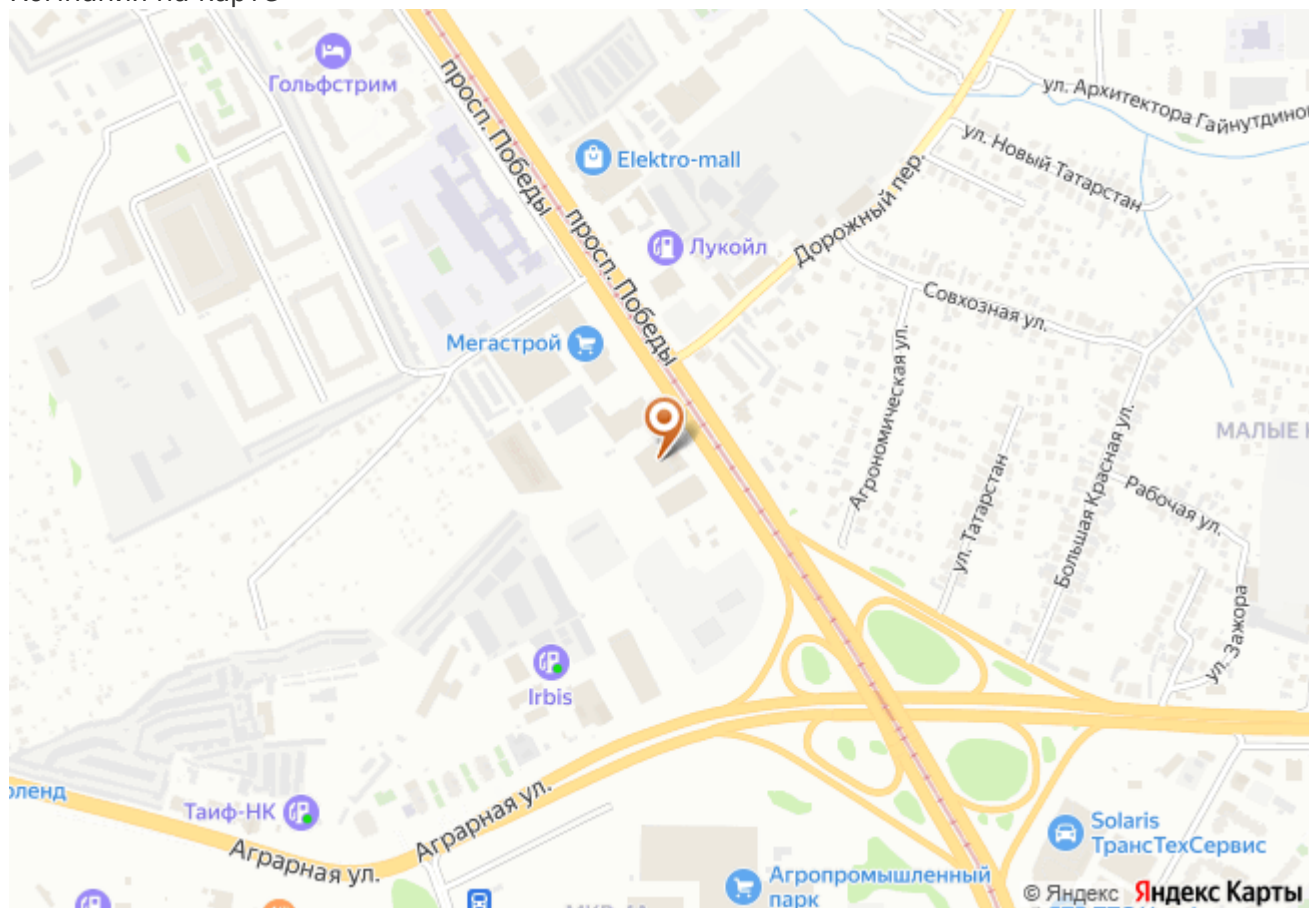 Гольфстрим
просп. Победы
Elektro-mall
ул. Архитектора Гайнутдинов
ул. Новый Татарстан
Дорожный пер.
просп. Победы
Лукойл
Совхозная ул.
Мегастрой
Агрономическая ул.
МАЛЫЕ
ул. Татарстан
Большая Красная ул.
Рабочая ул.
ул. Зажора
Irbis
Таиф-НК
Аграрная ул.
Аграрная ул.
Solaris
ТрансТехСервис
Агропромышленный
парк
© Яндекс Яндекс Карты